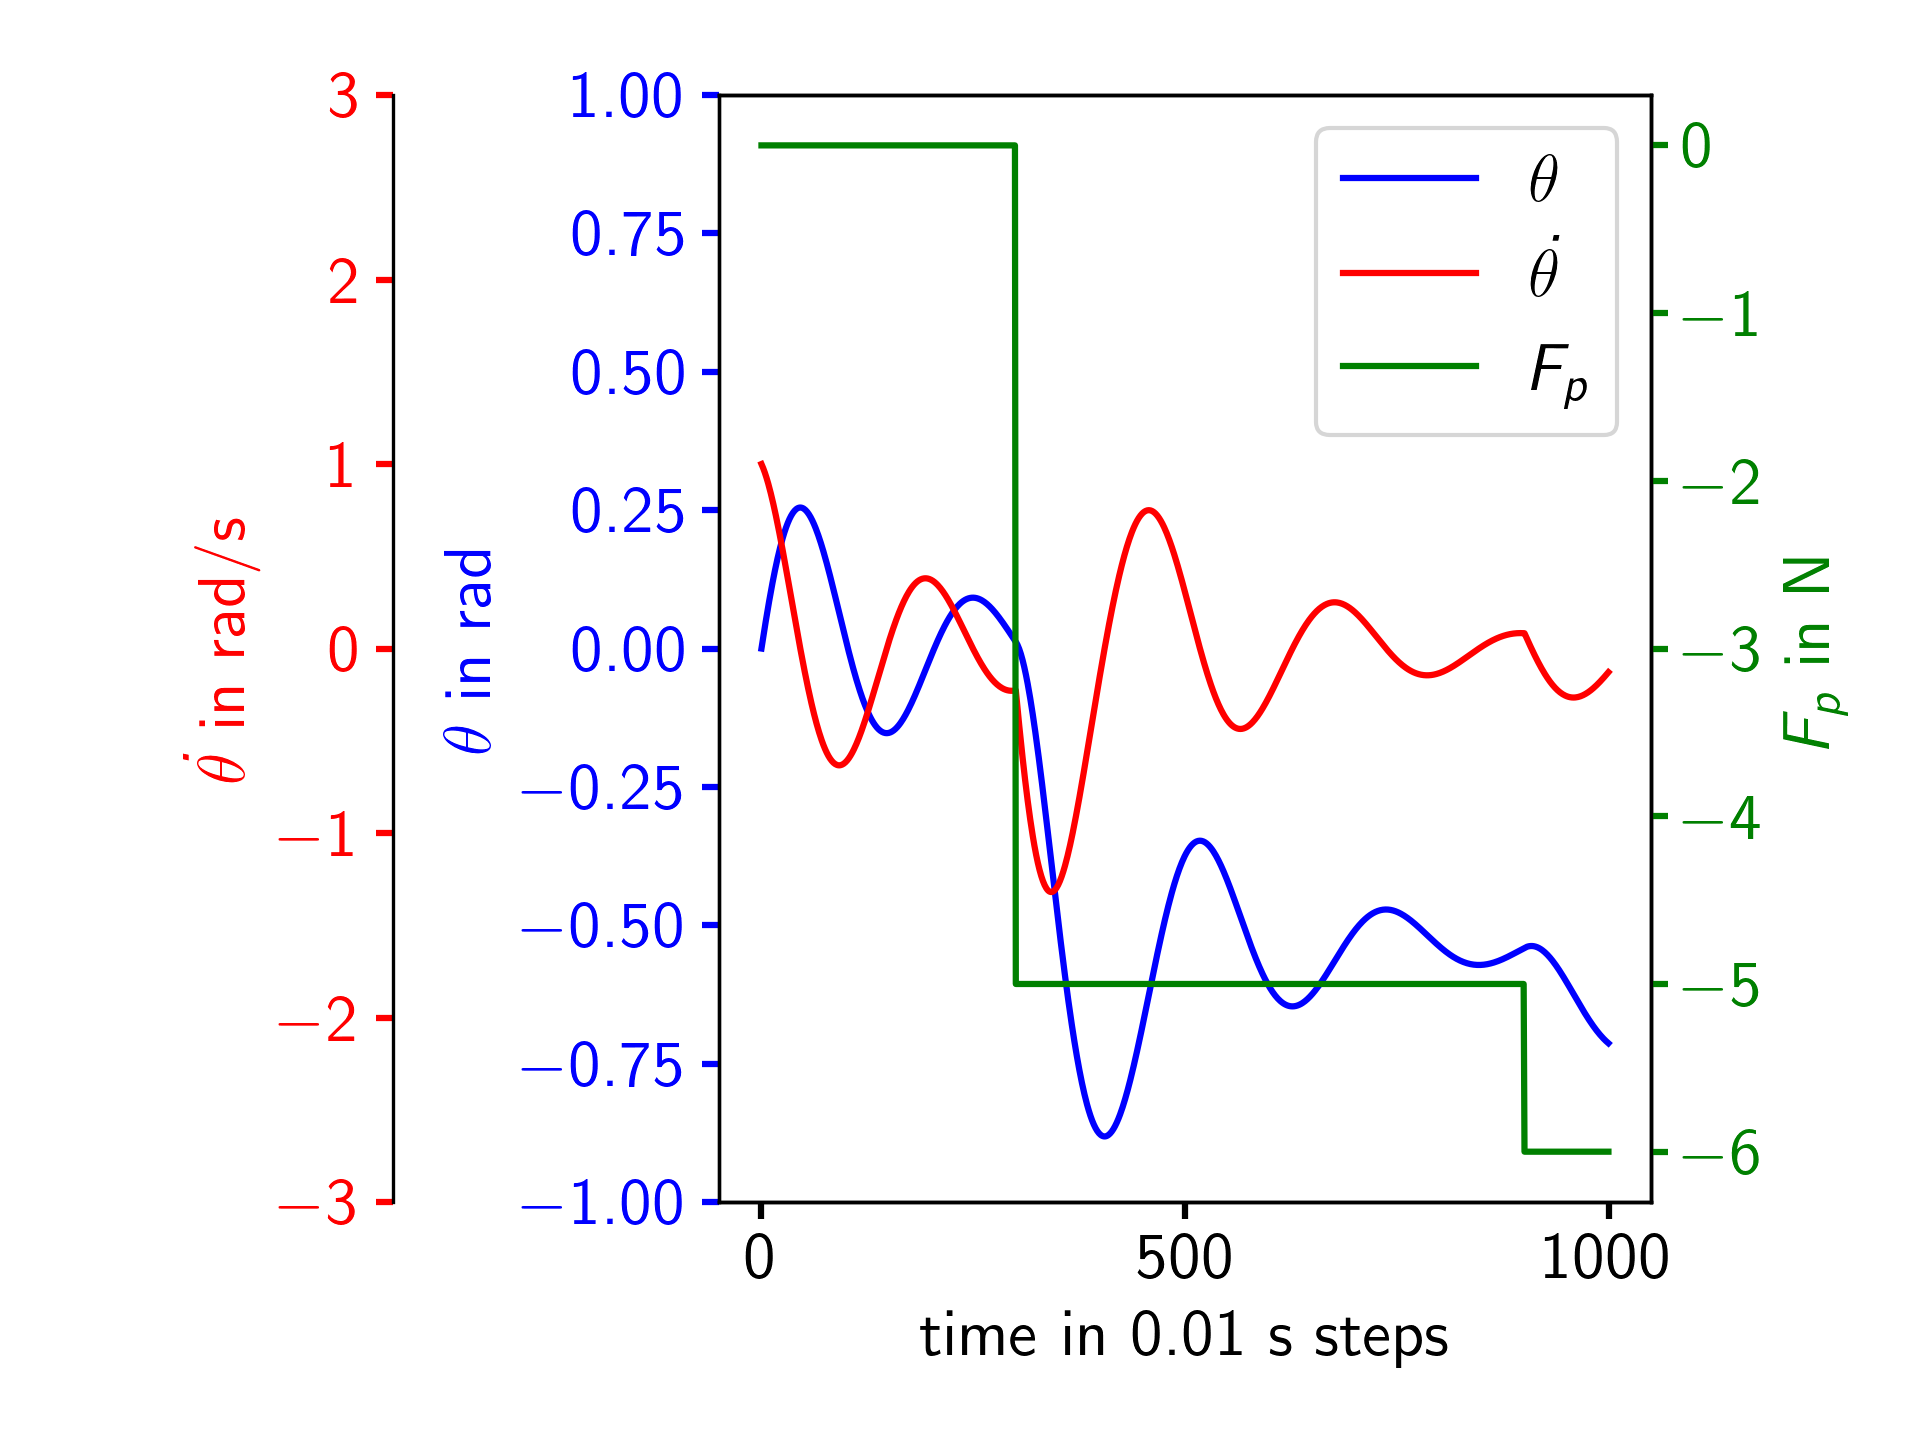 3
2
1
0
−1
−2
−3
θ̇ in rad/s
1.00
0.75
0.50
0.25
0.00
−0.25
−0.50
−0.75
−1.00
θ in rad
θ
θ̇
F_p
0
−1
−2
−3
−4
−5
−6
F_p in N
0 500 1000
time in 0.01 s steps